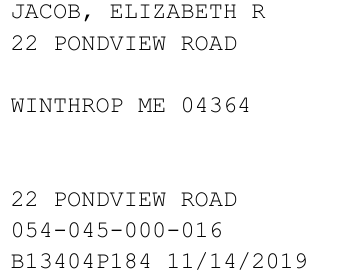 JACOB, ELIZABETH R
22 PONDVIEW ROAD
WINTHROP ME 04364
22 PONDVIEW ROAD
054-045-000-016
B13404P184 11/14/2019